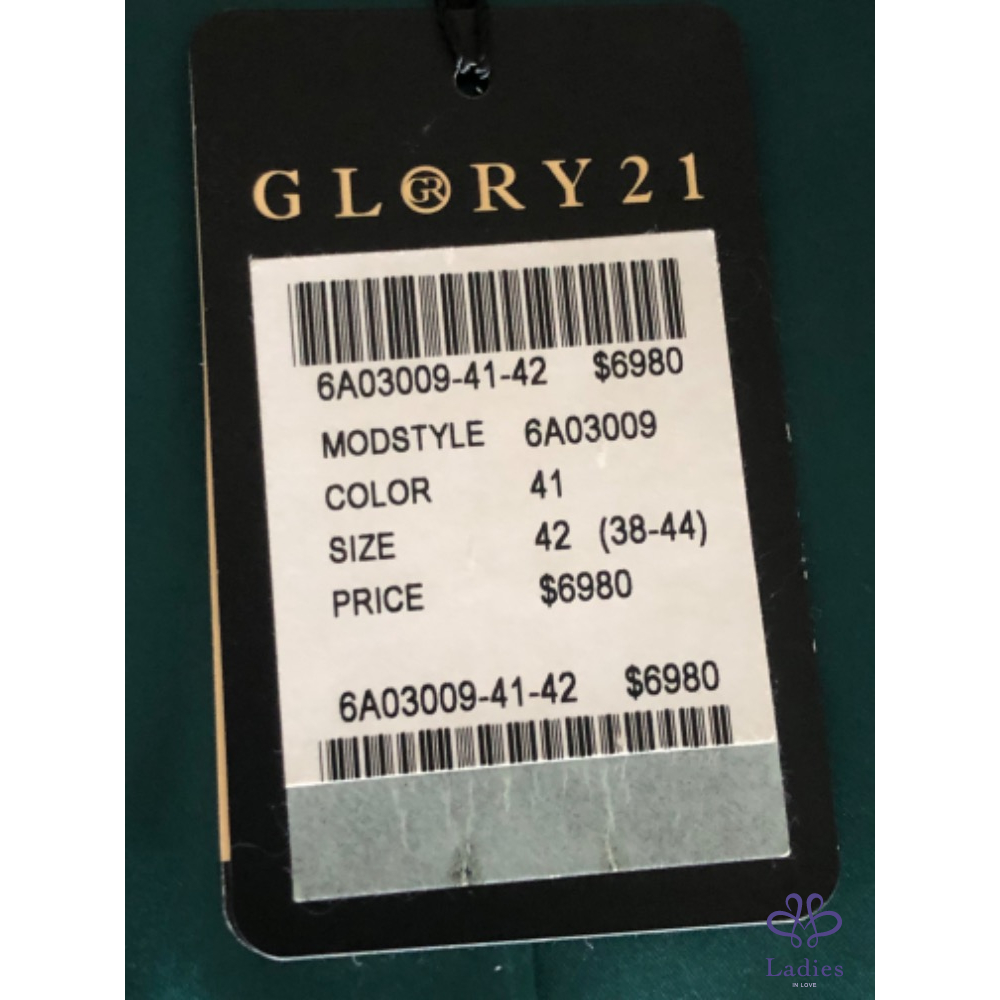 GLORY21
6A03009-41-42 $6980
MODSTYLE 6A03009
COLOR 41
SIZE 42 (38-44)
PRICE $6980
6A03009-41-42 $6980
Ladies
IN LOVE